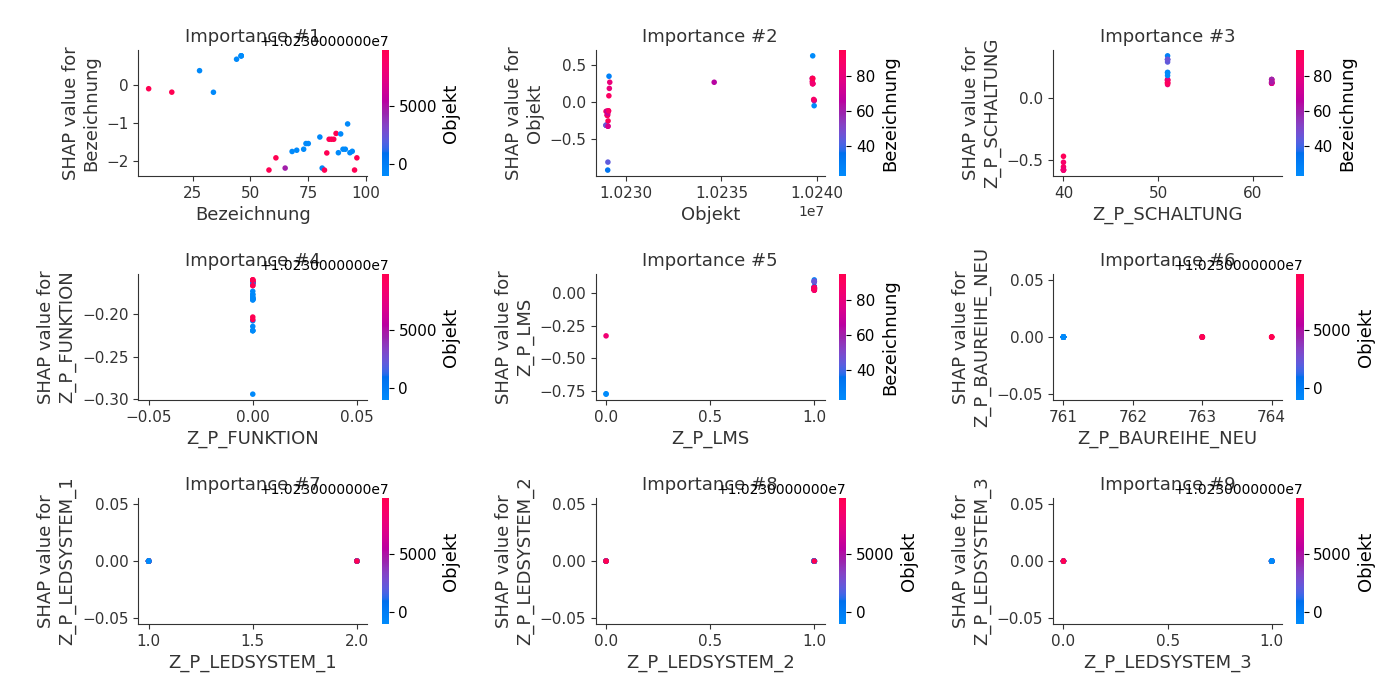 Importance #1
+1.0230000000e7
SHAP value for
Bezeichnung
0
−1
−2
25
50
75
100
Bezeichnung
5000
0
Objekt
Importance #2
SHAP value for
Objekt
0.5
0.0
−0.5
1.0230
1.0235
1.0240
1e7
Objekt
80
60
40
Bezeichnung
Importance #3
SHAP value for
Z_P_SCHALTUNG
0.0
−0.5
40
50
60
Z_P_SCHALTUNG
80
60
40
Bezeichnung
Importance #4
+1.0230000000e7
SHAP value for
Z_P_FUNKTION
−0.20
−0.25
−0.30
−0.05
0.00
0.05
Z_P_FUNKTION
5000
0
Objekt
Importance #5
SHAP value for
Z_P_LMS
0.00
−0.25
−0.50
−0.75
0.0
0.5
1.0
Z_P_LMS
80
60
40
Bezeichnung
Importance #6
+1.0230000000e7
SHAP value for
Z_P_BAUREIHE_NEU
0.05
0.00
−0.05
761
762
763
764
Z_P_BAUREIHE_NEU
5000
0
Objekt
Importance #7
+1.0230000000e7
SHAP value for
Z_P_LEDSYSTEM_1
0.05
0.00
−0.05
1.0
1.5
2.0
Z_P_LEDSYSTEM_1
5000
0
Objekt
Importance #8
+1.0230000000e7
SHAP value for
Z_P_LEDSYSTEM_2
0.05
0.00
−0.05
0.0
0.5
1.0
Z_P_LEDSYSTEM_2
5000
0
Objekt
Importance #9
+1.0230000000e7
SHAP value for
Z_P_LEDSYSTEM_3
0.05
0.00
−0.05
0.0
0.5
1.0
Z_P_LEDSYSTEM_3
5000
0
Objekt